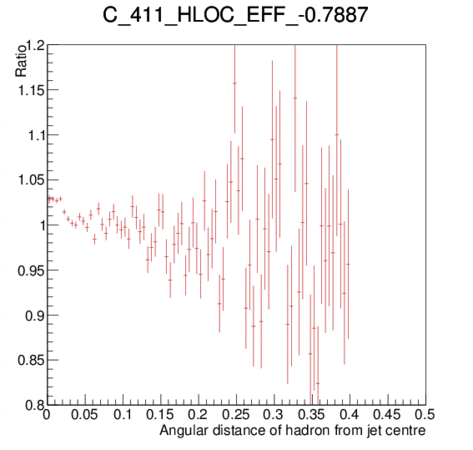 C_411_HLOC_EFF_-0.7887
Ratio
1.2
1.15
1.1
1.05
1
0.95
0.9
0.85
0.8
0 0.05 0.1 0.15 0.2 0.25 0.3 0.35 0.4 0.45 0.5
Angular distance of hadron from jet centre